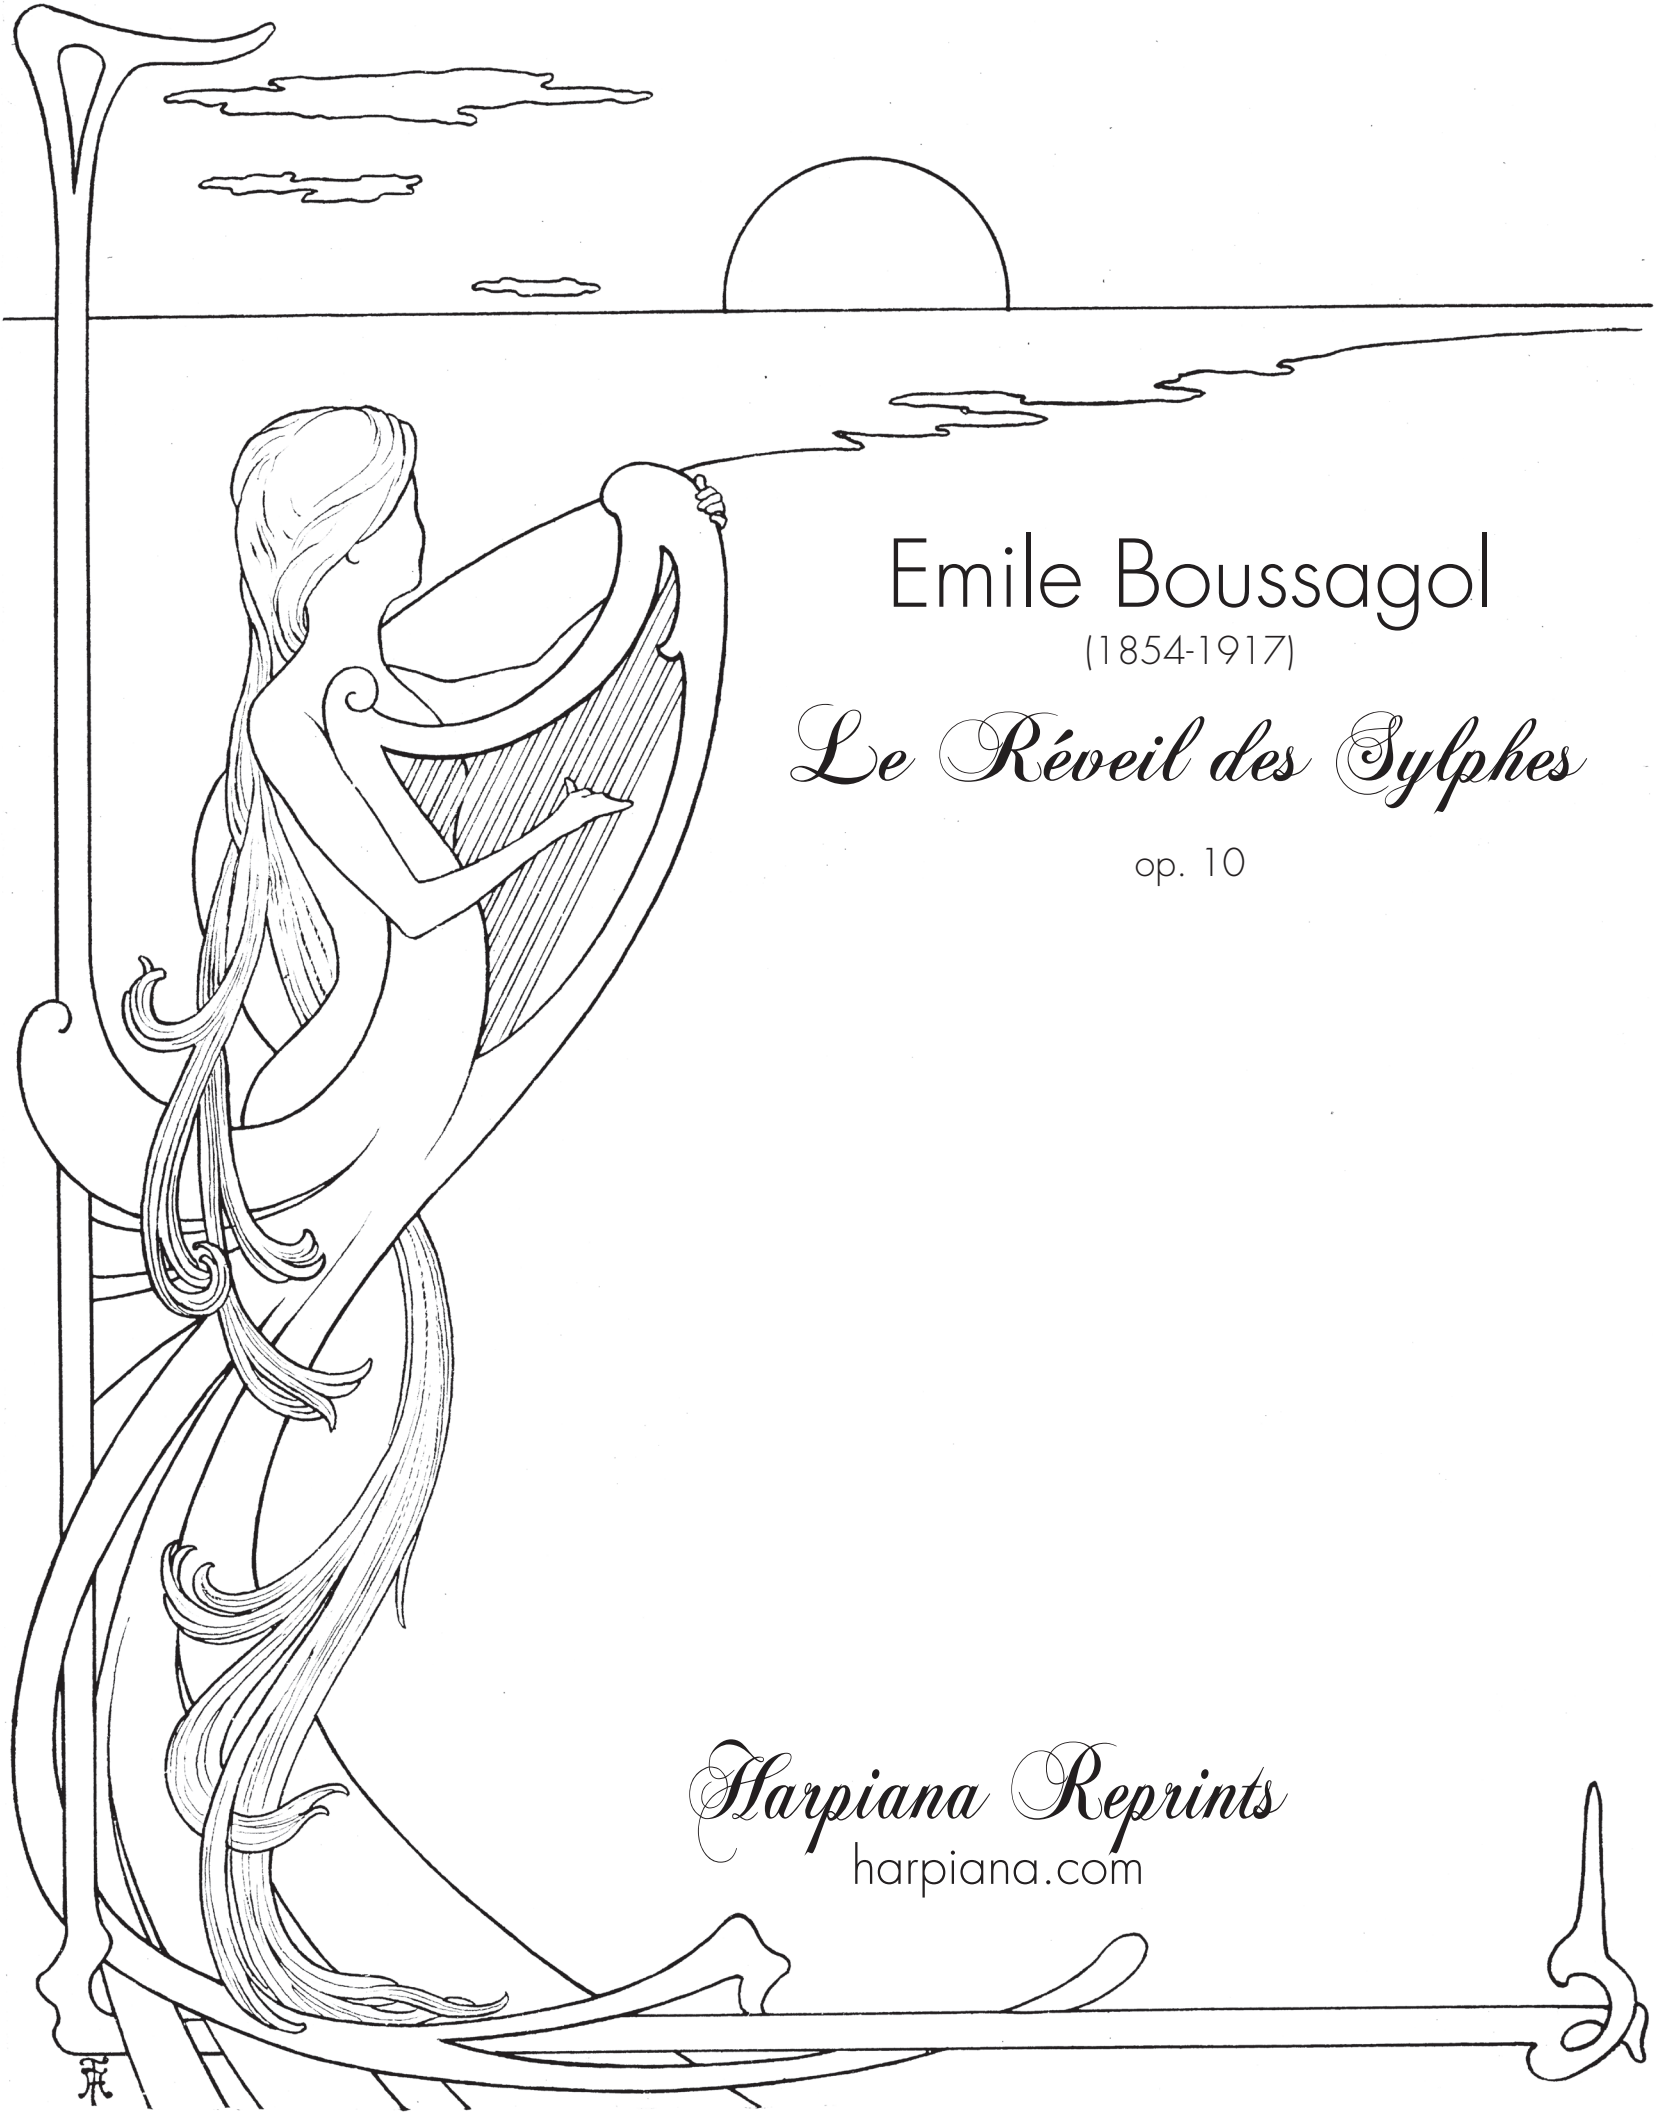 Emile Boussagol
(1854-1917)
Le Réveil des Sylphes
op. 10
Harpiana Reprints
harpiana.com